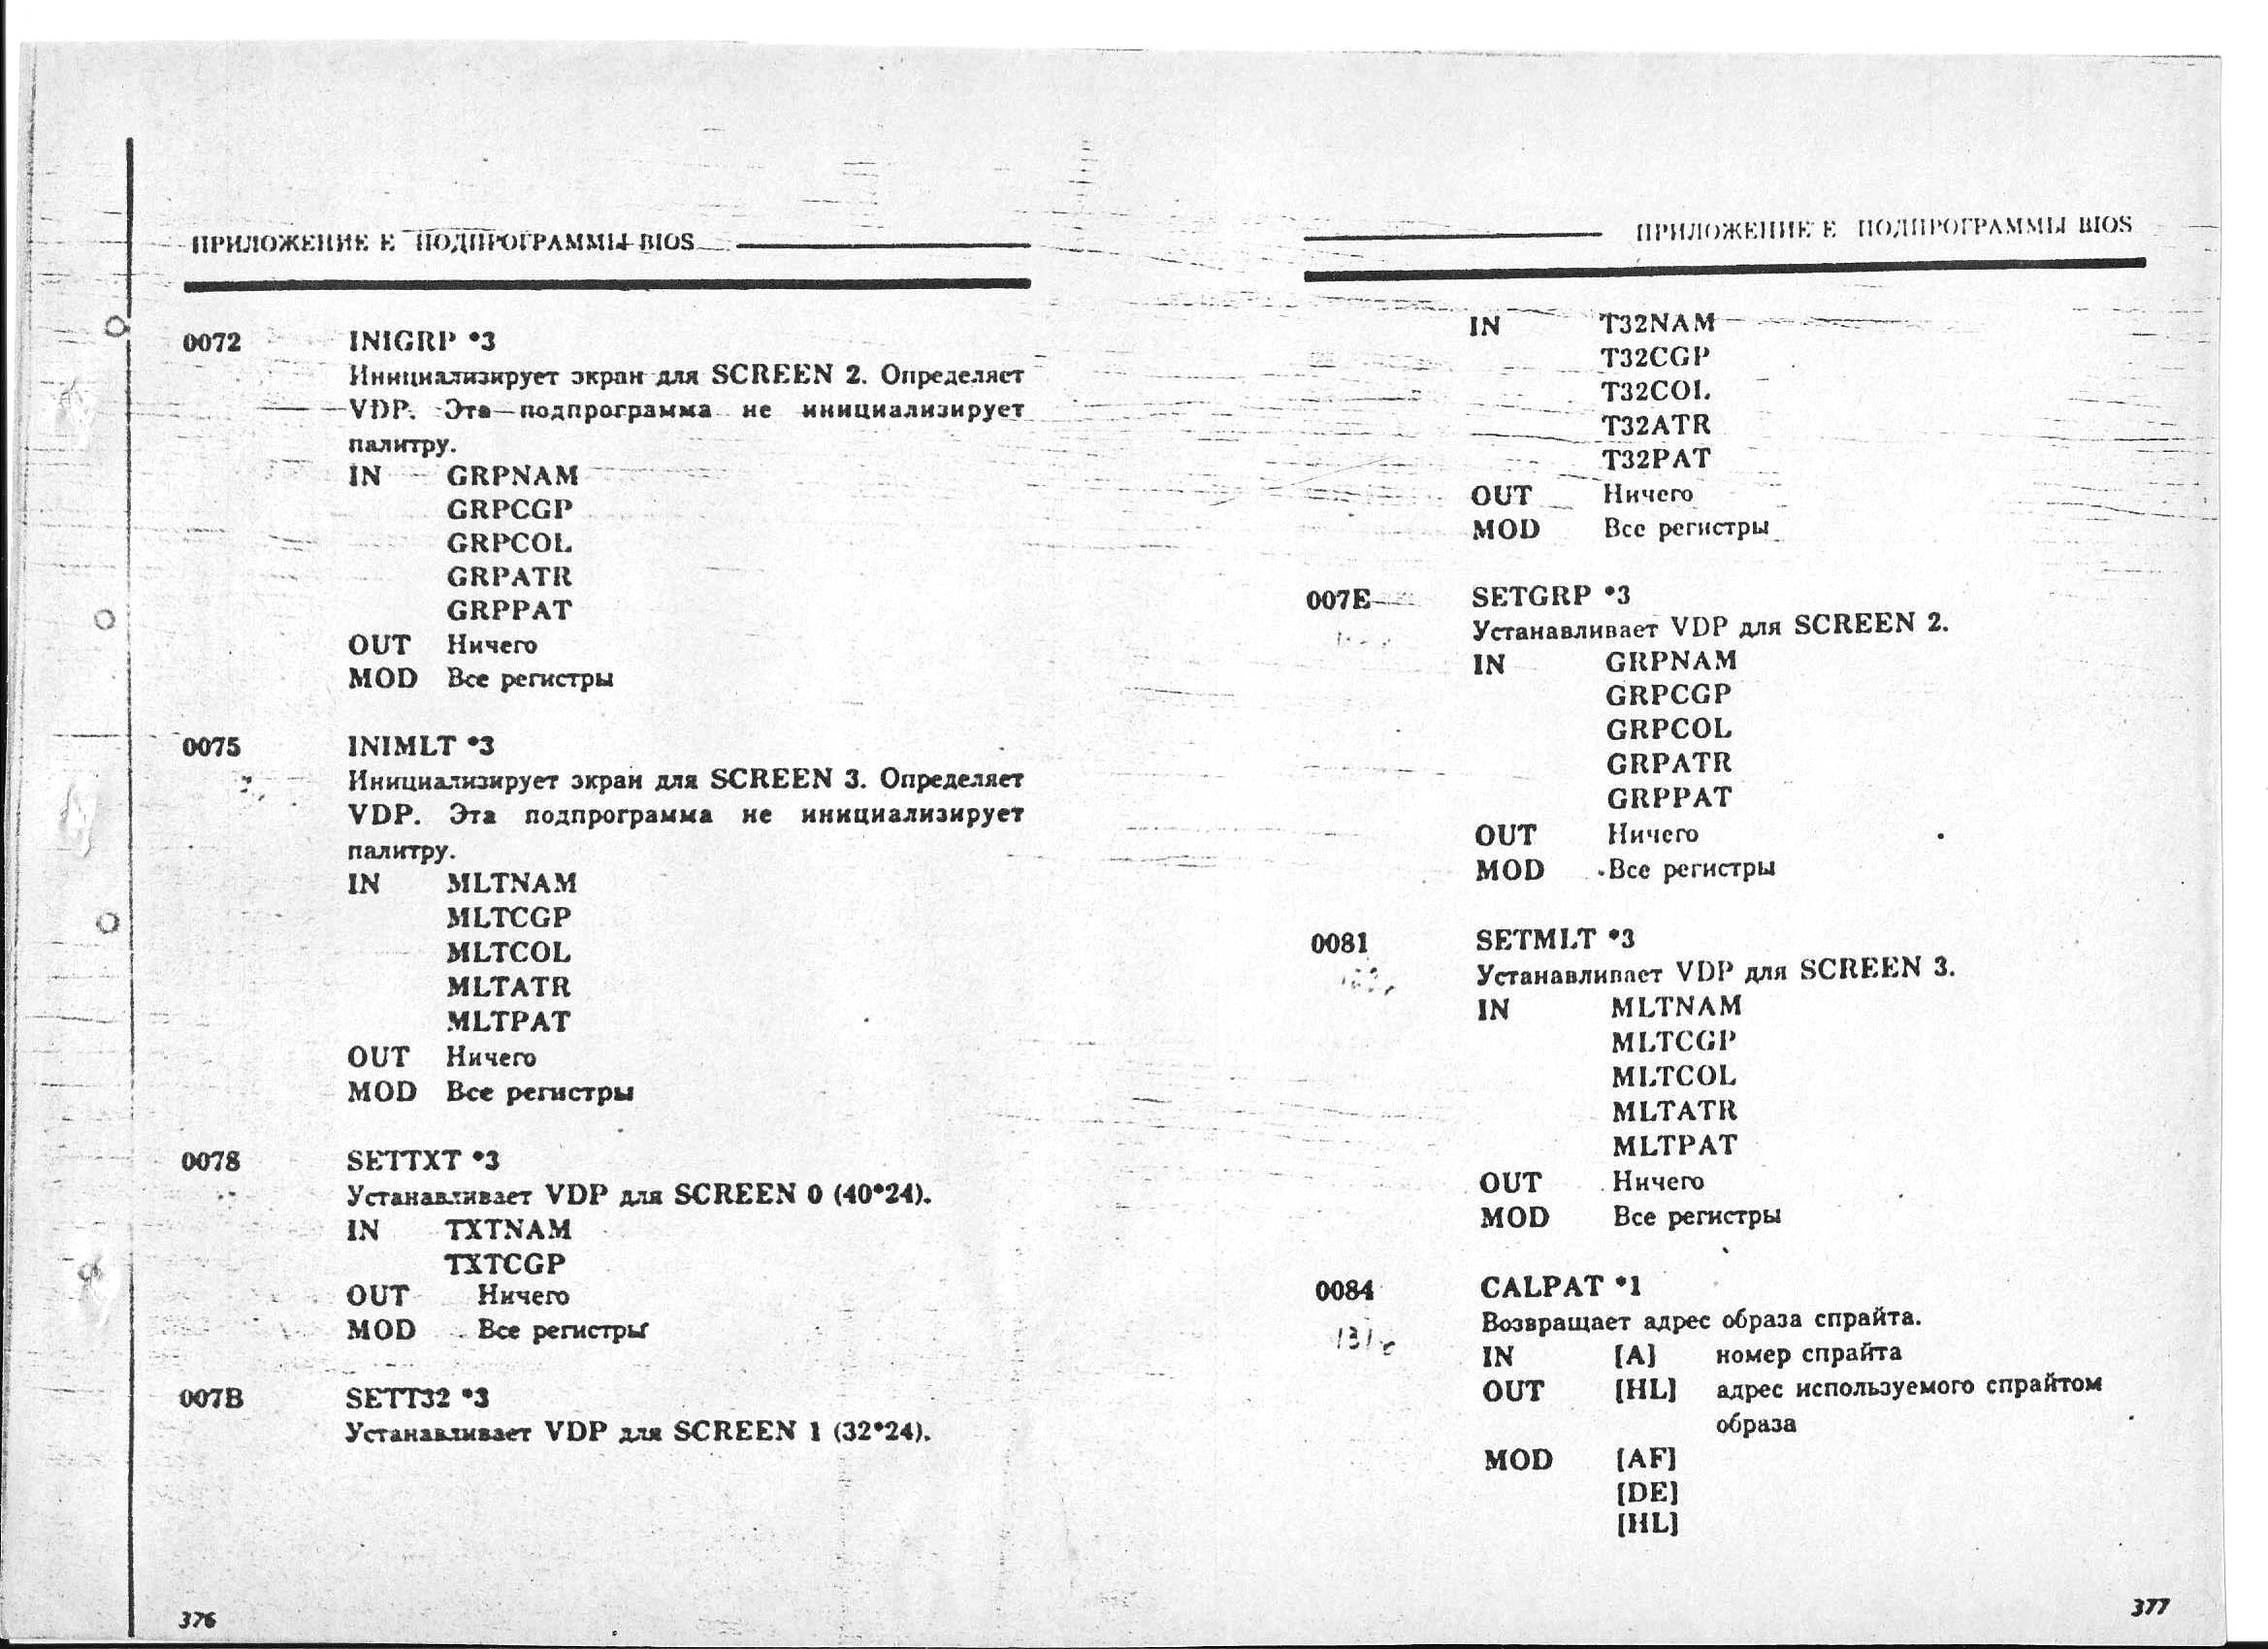 ПРИЛОЖЕНИЕ Е ПОДПРОГРАММЫ BIOS
0072 INIGRP *3
Инициализирует экран для SCREEN 2. Определяет
VDP. Эта подпрограмма не инициализирует
палитру.
IN GRPNAM
GRPCGP
GRPCOL
GRPATR
GRPPAT
OUT Ничего
MOD Все регистры
0075 INIMLT *3
Инициализирует экран для SCREEN 3. Определяет
VDP. Эта подпрограмма не инициализирует
палитру.
IN MLTNAM
MLTCGP
MLTCOL
MLTATR
MLTPAT
OUT Ничего
MOD Все регистры
0078 SETTXT *3
Устанавливает VDP для SCREEN 0 (40*24).
IN TXTNAM
TXTCGP
OUT Ничего
MOD Все регистры
007B SETT32 *3
Устанавливает VDP для SCREEN 1 (32*24).
376
ПРИЛОЖЕНИЕ Е ПОДПРОГРАММЫ BIOS
IN T32NAM
T32CGP
T32COL
T32ATR
T32PAT
OUT Ничего
MOD Все регистры
007E SETGRP *3
Устанавливает VDP для SCREEN 2.
IN GRPNAM
GRPCGP
GRPCOL
GRPATR
GRPPAT
OUT Ничего
MOD Все регистры
0081 SETMLT *3
Устанавливает VDP для SCREEN 3.
IN MLTNAM
MLTCGP
MLTCOL
MLTATR
MLTPAT
OUT Ничего
MOD Все регистры
0084 CALPAT *1
Возвращает адрес образа спрайта.
IN [A] номер спрайта
OUT [HL] адрес используемого спрайтом
образа
MOD [AF]
[DE]
[HL]
377